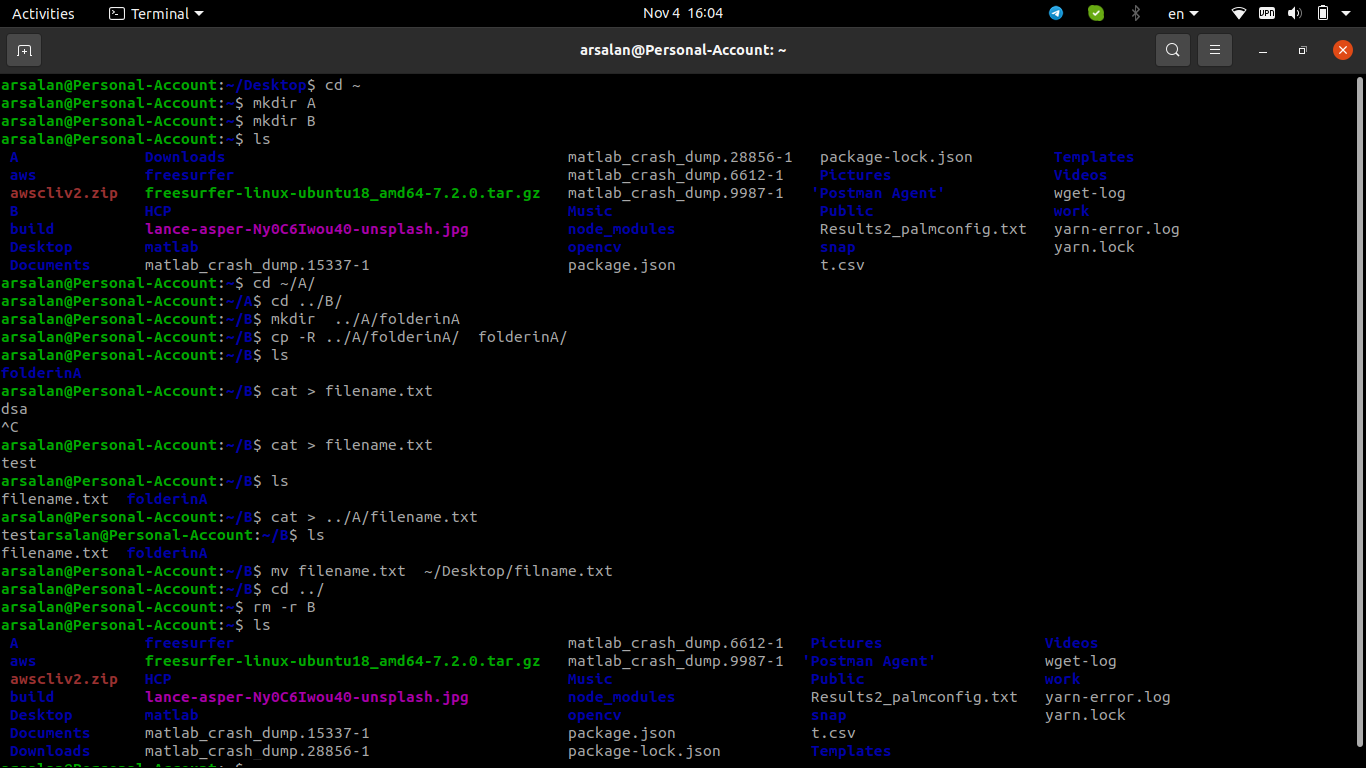 Activities Terminal Nov 4 16:04 en VPN
arsalan@Personal-Account: ~
arsalan@Personal-Account:~/Desktop$ cd ~
arsalan@Personal-Account:~$ mkdir A
arsalan@Personal-Account:~$ mkdir B
arsalan@Personal-Account:~$ ls
A Downloads matlab_crash_dump.28856-1 package-lock.json Templates
aws freesurfer matlab_crash_dump.6612-1 Pictures Videos
awscliv2.zip freesurfer-linux-ubuntu18_amd64-7.2.0.tar.gz matlab_crash_dump.9987-1 'Postman Agent' wget-log
B HCP Music Public work
build lance-asper-Ny0C6Iwou40-unsplash.jpg node_modules Results2_palmconfig.txt yarn-error.log
Desktop matlab opencv snap yarn.lock
Documents matlab_crash_dump.15337-1 package.json t.csv
arsalan@Personal-Account:~$ cd ~/A/
arsalan@Personal-Account:~/A$ cd ../B/
arsalan@Personal-Account:~/B$ mkdir  ../A/folderinA
arsalan@Personal-Account:~/B$ cp -R ../A/folderinA/  folderinA/
arsalan@Personal-Account:~/B$ ls
folderinA
arsalan@Personal-Account:~/B$ cat > filename.txt
dsa
^C
arsalan@Personal-Account:~/B$ cat > filename.txt
test
arsalan@Personal-Account:~/B$ ls
filename.txt  folderinA
arsalan@Personal-Account:~/B$ cat > ../A/filename.txt
testarsalan@Personal-Account:~/B$ ls
filename.txt  folderinA
arsalan@Personal-Account:~/B$ mv filename.txt  ~/Desktop/filname.txt
arsalan@Personal-Account:~/B$ cd ../
arsalan@Personal-Account:~$ rm -r B
arsalan@Personal-Account:~$ ls
A freesurfer matlab_crash_dump.6612-1 Pictures Videos
aws freesurfer-linux-ubuntu18_amd64-7.2.0.tar.gz matlab_crash_dump.9987-1 'Postman Agent' wget-log
awscliv2.zip HCP Music Public work
build lance-asper-Ny0C6Iwou40-unsplash.jpg node_modules Results2_palmconfig.txt yarn-error.log
Desktop matlab opencv snap yarn.lock
Documents matlab_crash_dump.15337-1 package.json t.csv
Downloads matlab_crash_dump.28856-1 package-lock.json Templates